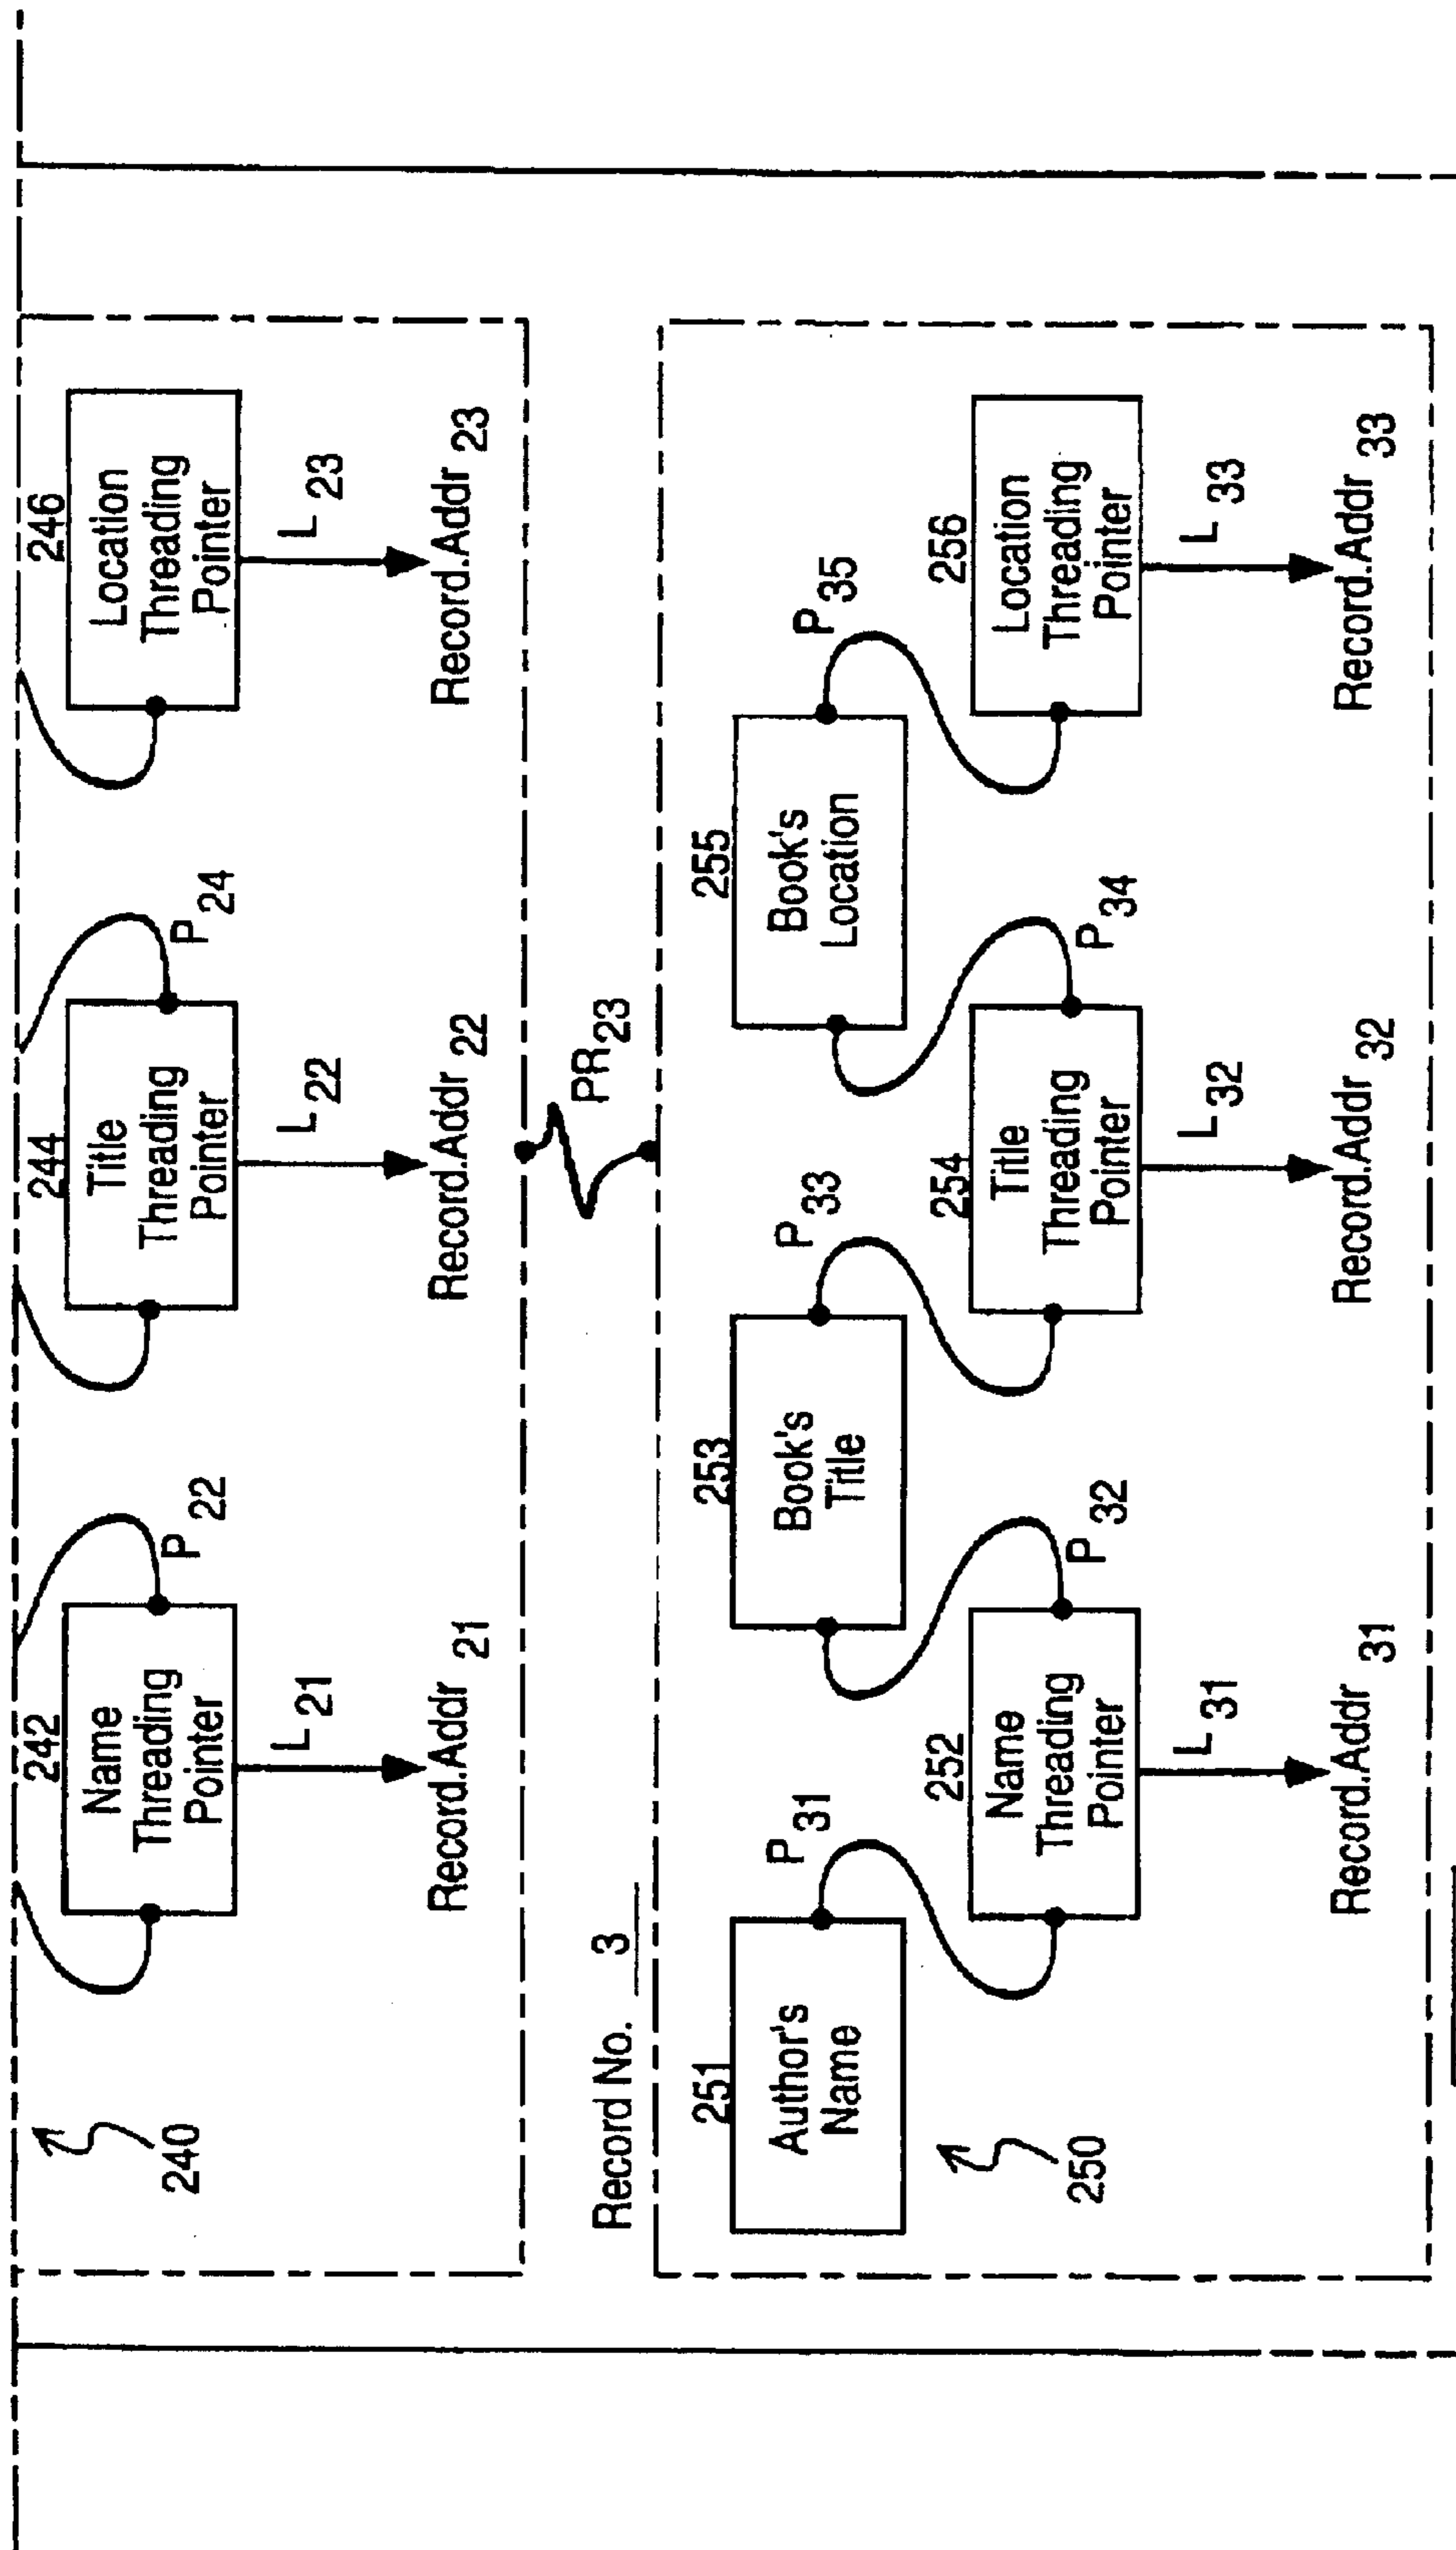 242
Name
Threading
Pointer
P 22
L 21
Record.Addr 21
244
Title
Threading
Pointer
P 24
L 22
Record.Addr 22
246
Location
Threading
Pointer
L 23
Record.Addr 23
240
PR 23
Record No. 3
251
Author's
Name
P 31
253
Book's
Title
P 33
255
Book's
Location
P 35
252
Name
Threading
Pointer
P 32
L 31
Record.Addr 31
254
Title
Threading
Pointer
P 34
L 32
Record.Addr 32
256
Location
Threading
Pointer
L 33
Record.Addr 33
250